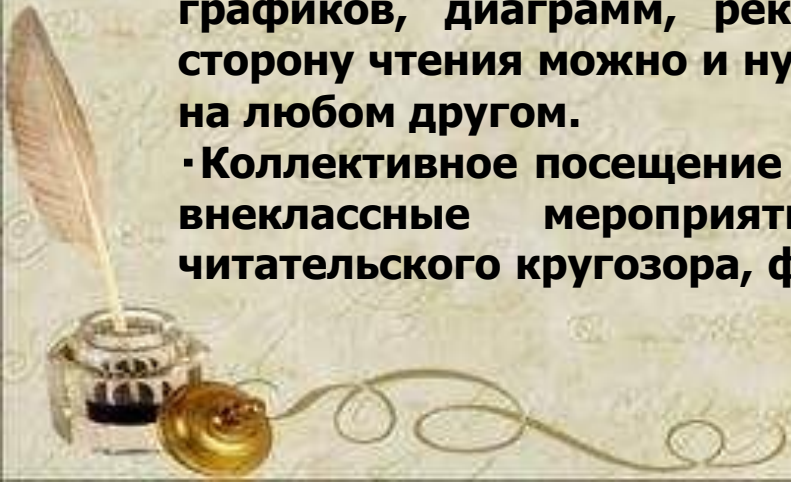 графиков, диаграмм, рек
сторону чтения можно и ну
на любом другом.
·Коллективное посещение
внеклассные мероприят
читательского кругозора, ф